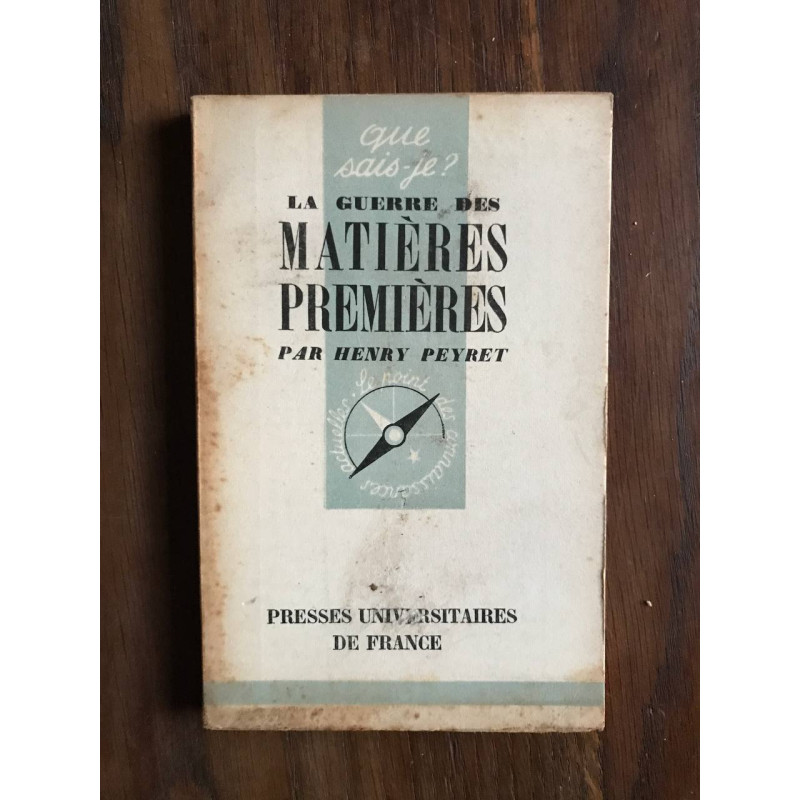 que
sais-je?
LA GUERRE DES
MATIÈRES
PREMIÈRES
PAR HENRY PEYRET
le point des connaissances actuelles
PRESSES UNIVERSITAIRES
DE FRANCE